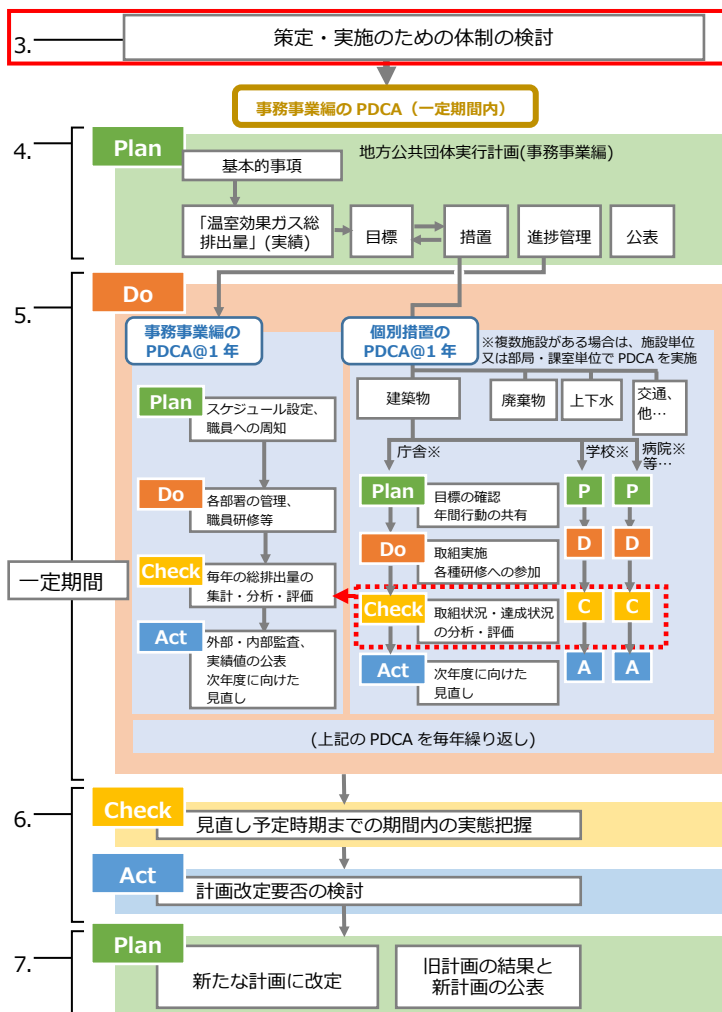 3.
策定・実施のための体制の検討
事務事業編の PDCA（一定期間内）
4.
Plan
地方公共団体実行計画(事務事業編)
基本的事項
「温室効果ガス総
排出量」(実績)
目標
措置
進捗管理
公表
5.
Do
事務事業編の
PDCA@1 年
個別措置の
PDCA@1 年
※複数施設がある場合は、施設単位
又は部局・課室単位で PDCA を実施
建築物
廃棄物
上下水
交通、
他…
Plan
スケジュール設定、
職員への周知
Do
各部署の管理、
職員研修等
Check
毎年の総排出量の
集計・分析・評価
Act
外部・内部監査、
実績値の公表
次年度に向けた
見直し
庁舎※
学校※
病院※
等…
Plan
目標の確認
年間行動の共有
P
P
Do
取組実施
各種研修への参加
D
D
Check
取組状況・達成状況
の分析・評価
C
C
Act
次年度に向けた
見直し
A
A
一定期間
(上記の PDCA を毎年繰り返し)
6.
Check
見直し予定時期までの期間内の実態把握
Act
計画改定要否の検討
7.
Plan
新たな計画に改定
旧計画の結果と
新計画の公表